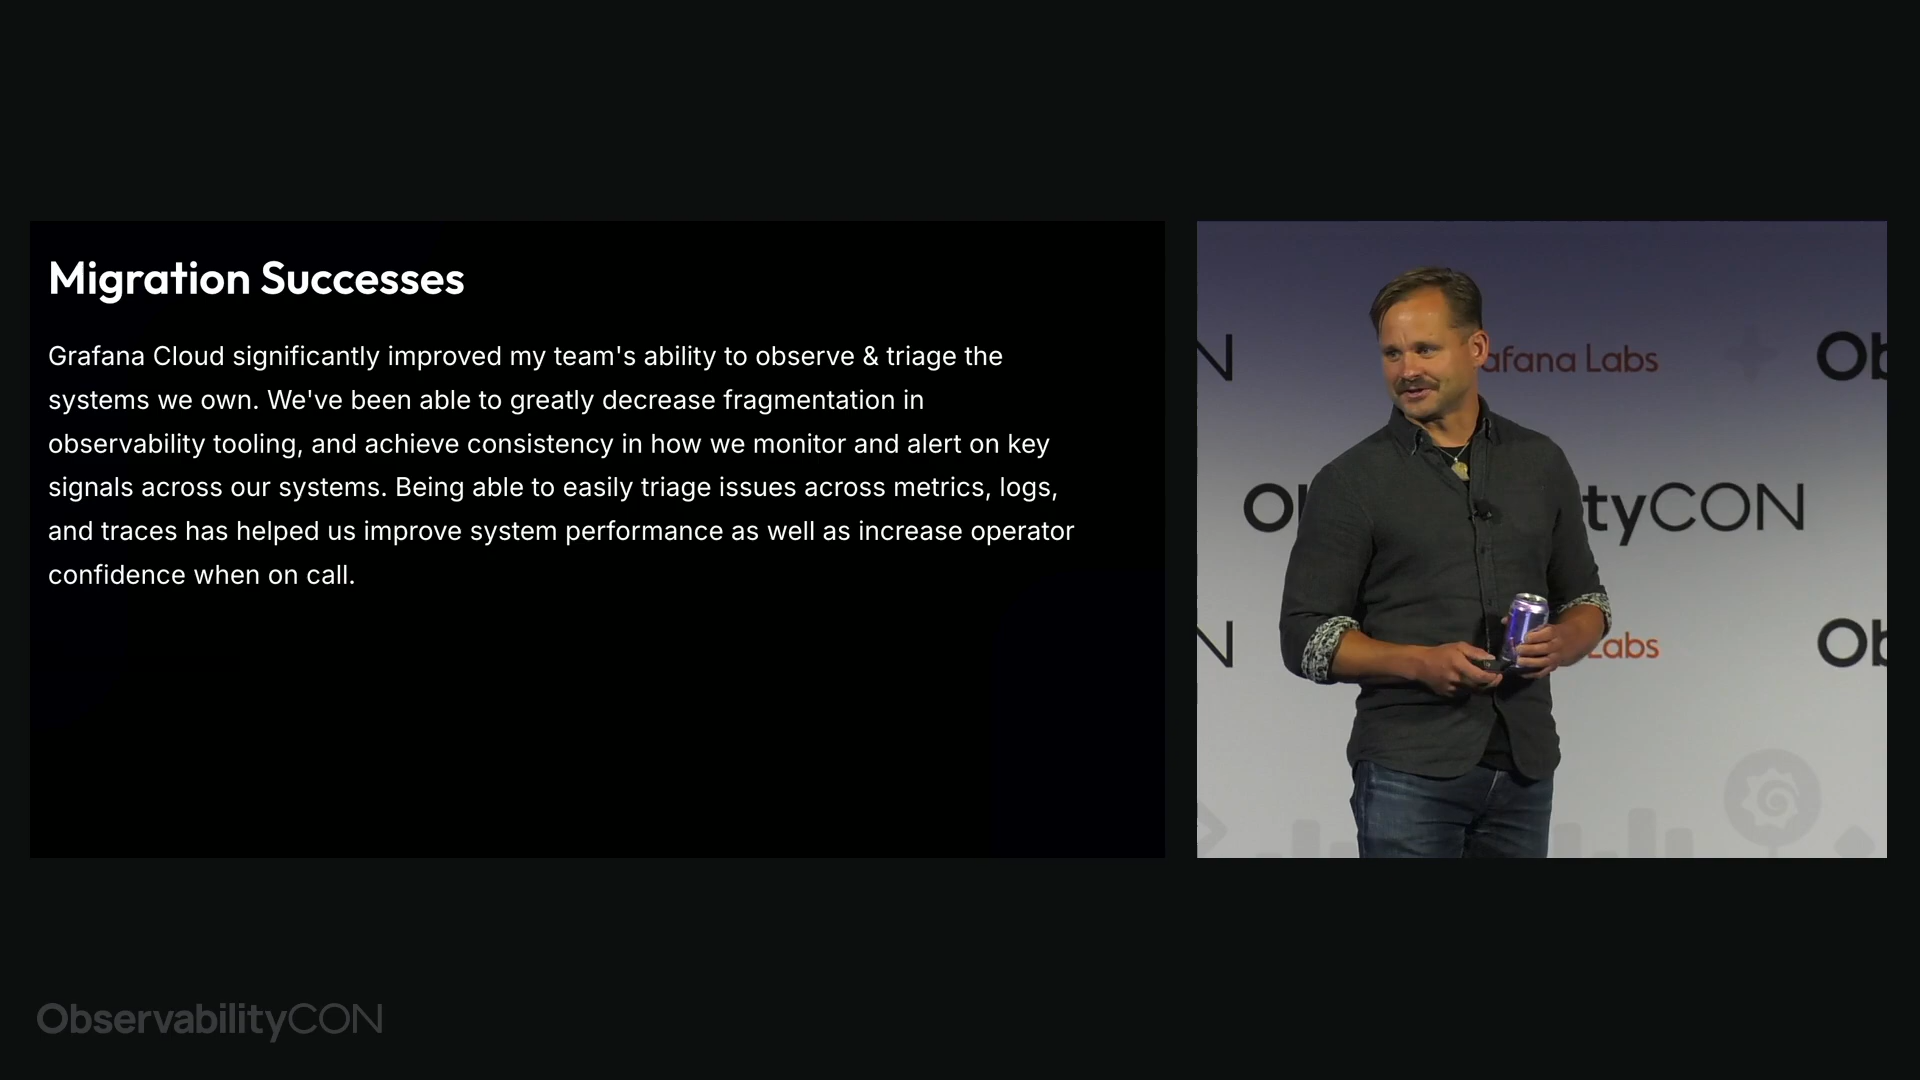 Migration Successes
Grafana Cloud significantly improved my team's ability to observe & triage the
systems we own. We've been able to greatly decrease fragmentation in
observability tooling, and achieve consistency in how we monitor and alert on key
signals across our systems. Being able to easily triage issues across metrics, logs,
and traces has helped us improve system performance as well as increase operator
confidence when on call.
N
afana Labs
Ob
Ob
tyCON
N
Labs
Ob
ObservabilityCON